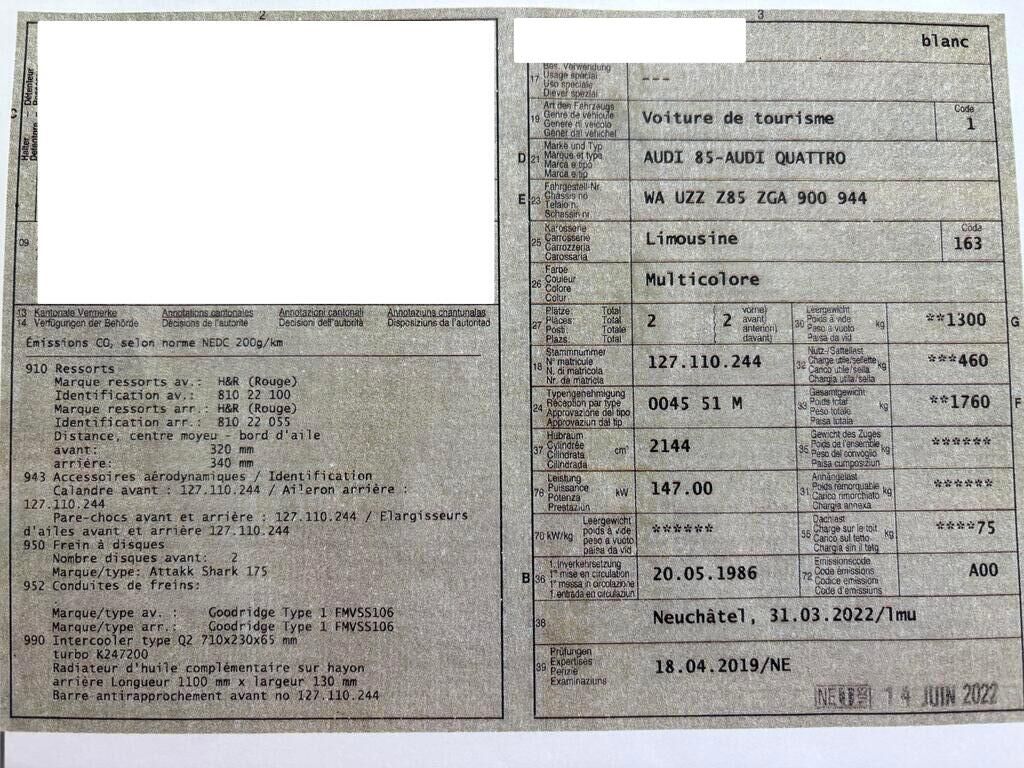 2
Halter
Détenteur
09
13 Kantonale Vermerke Annotations cantonales Annotazioni cantonali Annotaziuns chantunalas
14 Verfügungen der Behörde Décisions de l'autorité Decisioni dell'autorità Disposiziuns da l'autoritad
Émissions CO₂ selon norme NEDC 200g/km
910 Ressorts
Marque ressorts av.: H&R (Rouge)
Identification av.: 810 22 100
Marque ressorts arr.: H&R (Rouge)
Identification arr.: 810 22 055
Distance, centre moyeu - bord d'aile
avant: 320 mm
arrière: 340 mm
943 Accessoires aérodynamiques / Identification
Calandre avant : 127.110.244 / Aileron arrière :
127.110.244
Pare-chocs avant et arrière : 127.110.244 / Elargisseurs
d'ailes avant et arrière 127.110.244
950 Frein à disques
Nombre disques avant: 2
Marque/type: Attakk Shark 175
952 Conduites de freins:
Marque/type av. : Goodridge Type 1 FMVSS106
Marque/type arr.: Goodridge Type 1 FMVSS106
990 Intercooler type Q2 710x230x65 mm
turbo K247200
Radiateur d'huile complémentaire sur hayon
arrière Longueur 1100 mm x largeur 130 mm
Barre antirapprochement avant no 127.110.244
3
blanc
17 Bes. Verwendung
Usage spécial
Uso speciale
Diever spezial
---
19 Art des Fahrzeugs
Genre de véhicule
Genere di veicolo
Gener dal vehichel
Voiture de tourisme
Code
1
D 21 Marke und Typ
Marque et type
Marca e tipo
Marca e tip
AUDI 85-AUDI QUATTRO
E 23 Fahrgestell-Nr.
Châssis no
Telaio n.
Schassin nr.
WA UZZ Z85 ZGA 900 944
25 Karosserie
Carrosserie
Carrozzeria
Carossaria
Limousine
Code
163
26 Farbe
Couleur
Colore
Colur
Multicolore
27 Plätze: Total
Places: Total
Posti: Totale
Plazs: Total
2
2 vorne)
avant)
anteriori)
davant)
30 Leergewicht
Poids à vide
Peso a vuoto
Paisa da vid
kg
**1300 G
18 Stammnummer
N° matricule
N. di matricola
Nr. da matricla
127.110.244
32 Nutz-/Sattellast
Charge utile/sellette
Carico utile/sella
Chargia utila/sella
kg
***460
24 Typengenehmigung
Réception par type
Approvazione del tipo
Approvaziun dal tip
0045 51 M
33 Gesamtgewicht
Poids total
Peso totale
Paisa totala
kg
**1760 F
37 Hubraum
Cylindrée
Cilindrata
Cilindrada
cm³
2144
35 Gewicht des Zuges
Poids de l'ensemble
Peso del convoglio
Paisa cumposiziun
kg
******
76 Leistung
Puissance
Potenza
Prestaziun
kW
147.00
31 Anhängelast
Poids remorquable
Carico rimorchiato
Chargia annexa
kg
******
70 kW/kg Leergewicht
poids à vide
peso a vuoto
paisa da vid
******
55 Dachlast
Charge sur le toit
Carico sul tetto
Chargia sin il tetg
kg
****75
B 36 1. Inverkehrsetzung
1re mise en circulation
1a messa in circolazione
1. entrada en circulaziun
20.05.1986
72 Emissionscode
Code émissions
Codice emissioni
Code d'emissiuns
A00
38
Neuchâtel, 31.03.2022/lmu
39 Prüfungen
Expertises
Perizie
Examinaziuns
18.04.2019/NE
14 JUIN 2022